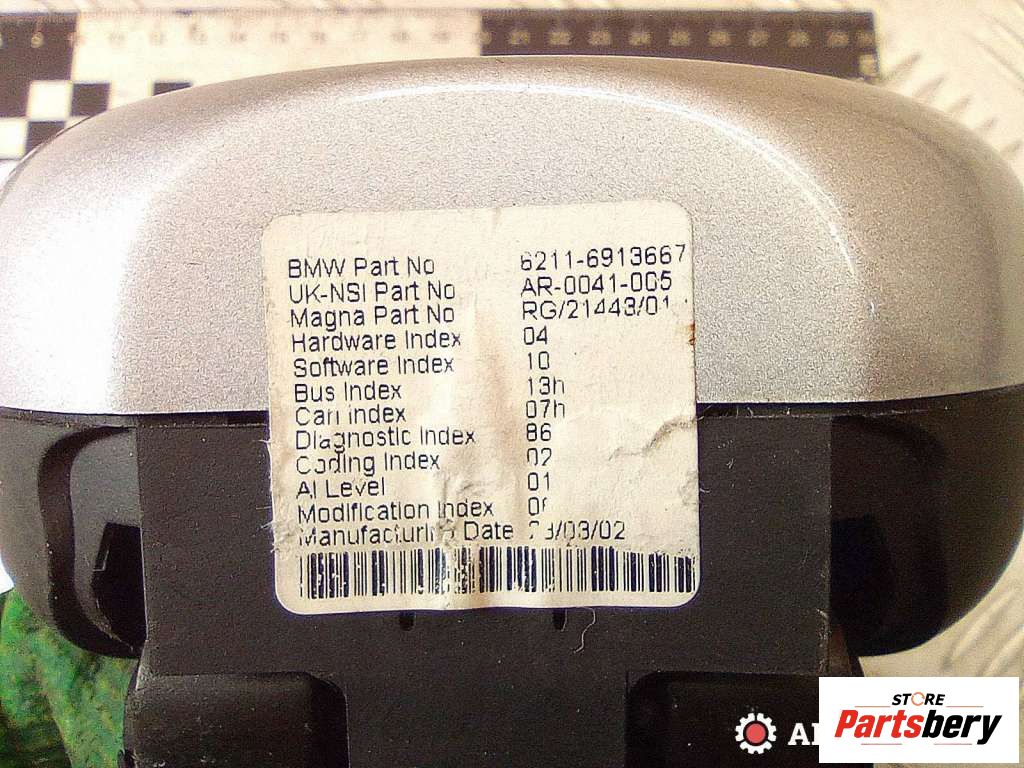 BMW Part No 6211-6913667
UK-NSI Part No AR-0041-005
Magna Part No RG/21443/01
Hardware Index 04
Software Index 10
Bus Index 13h
Can Index 07h
Diagnostic Index 86
Coding Index 02
AI Level 01
Modification Index
Manufacturing Date
STORE
Partsbery